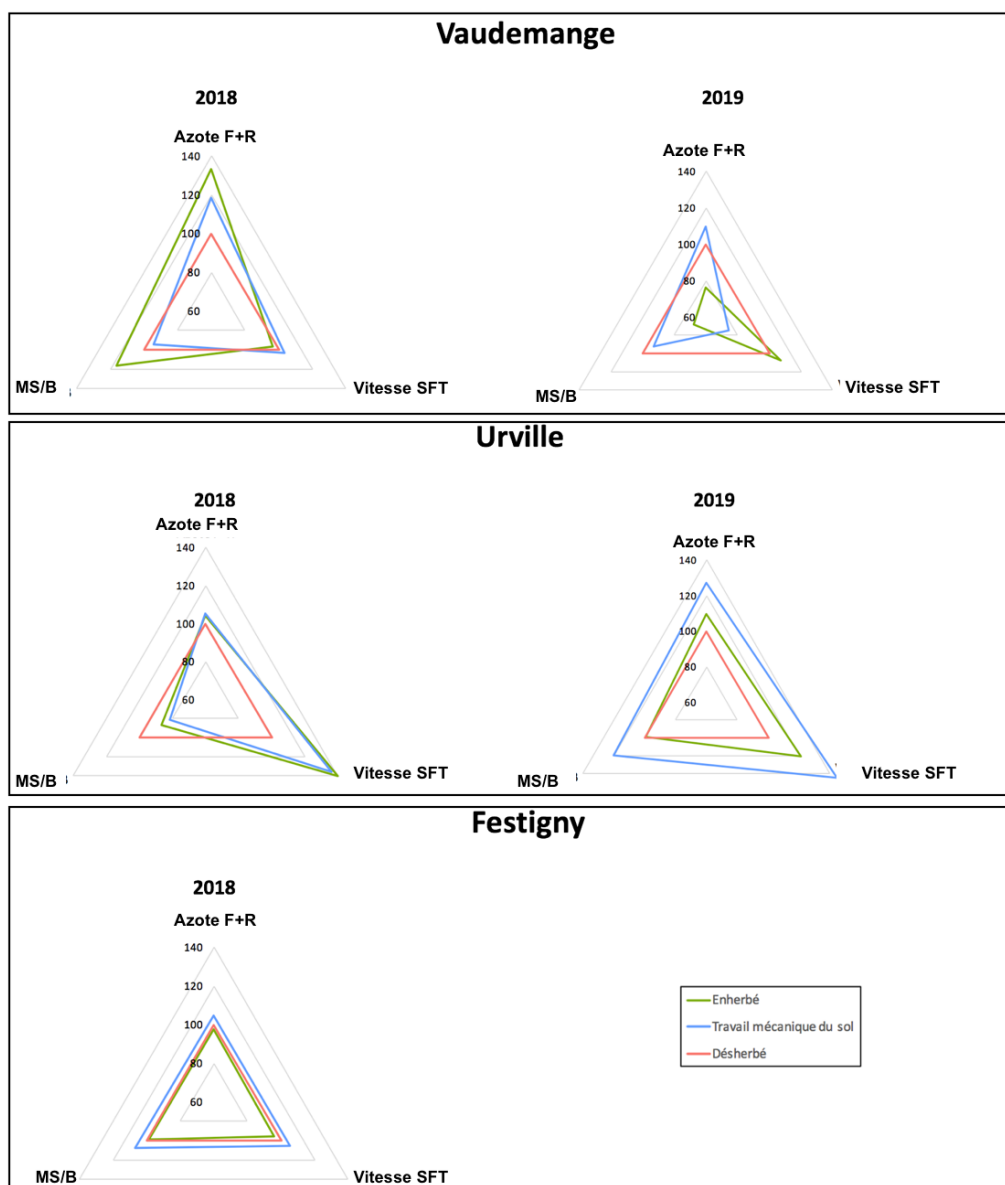 Vaudemange
2018
Azote F+R
140
120
100
80
60
MS/B
Vitesse SFT
2019
Azote F+R
140
120
100
80
60
MS/B
Vitesse SFT
Urville
2018
Azote F+R
140
120
100
80
60
MS/B
Vitesse SFT
2019
Azote F+R
140
120
100
80
60
MS/B
Vitesse SFT
Festigny
2018
Azote F+R
140
120
100
80
60
MS/B
Vitesse SFT
Enherbé
Travail mécanique du sol
Désherbé